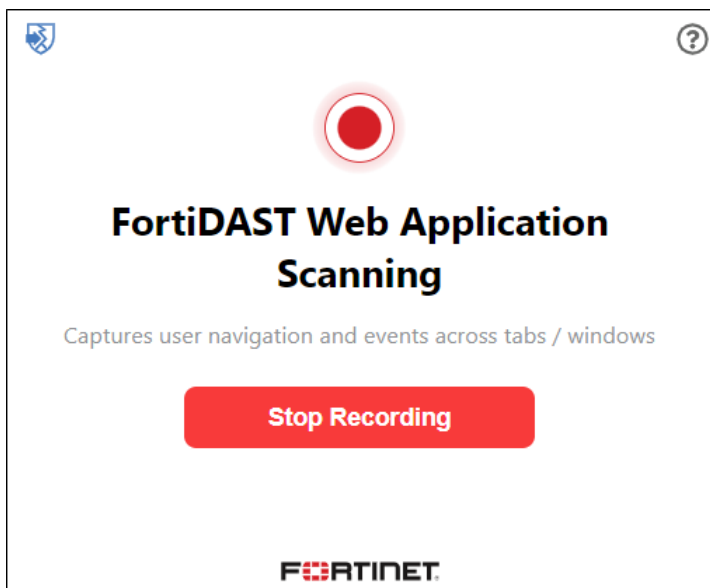 FortiDAST Web Application
Scanning
Captures user navigation and events across tabs / windows
Stop Recording
FORTINET